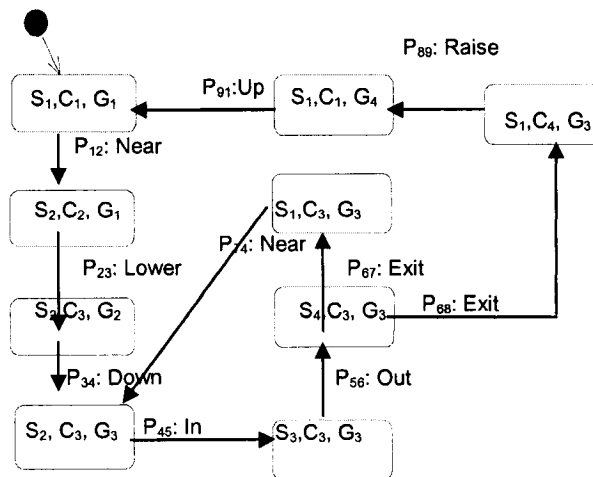 P₈₉: Raise
P₉₁:Up
S₁,C₁, G₁
S₁,C₁, G₄
S₁,C₄, G₃
P₁₂: Near
S₂,C₂, G₁
S₁,C₃, G₃
P₇₄: Near
P₂₃: Lower
P₆₇: Exit
S₂,C₃, G₂
S₄,C₃, G₃
P₆₈: Exit
P₃₄: Down
P₅₆: Out
S₂, C₃, G₃
P₄₅: In
S₃,C₃, G₃